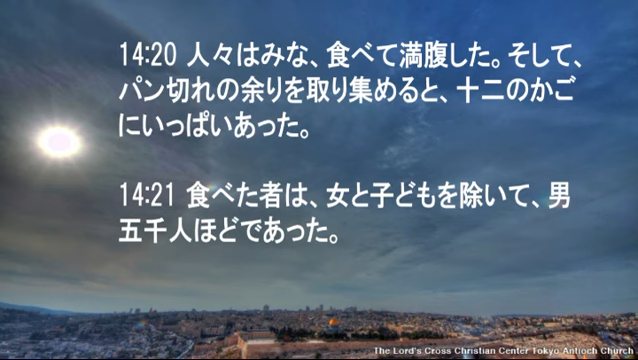 14:20 人々はみな、食べて満腹した。そして、
パン切れの余りを取り集めると、十二のかご
にいっぱいあった。
14:21 食べた者は、女と子どもを除いて、男
五千人ほどであった。
The Lord's Cross Christian Center Tokyo Antioch Church